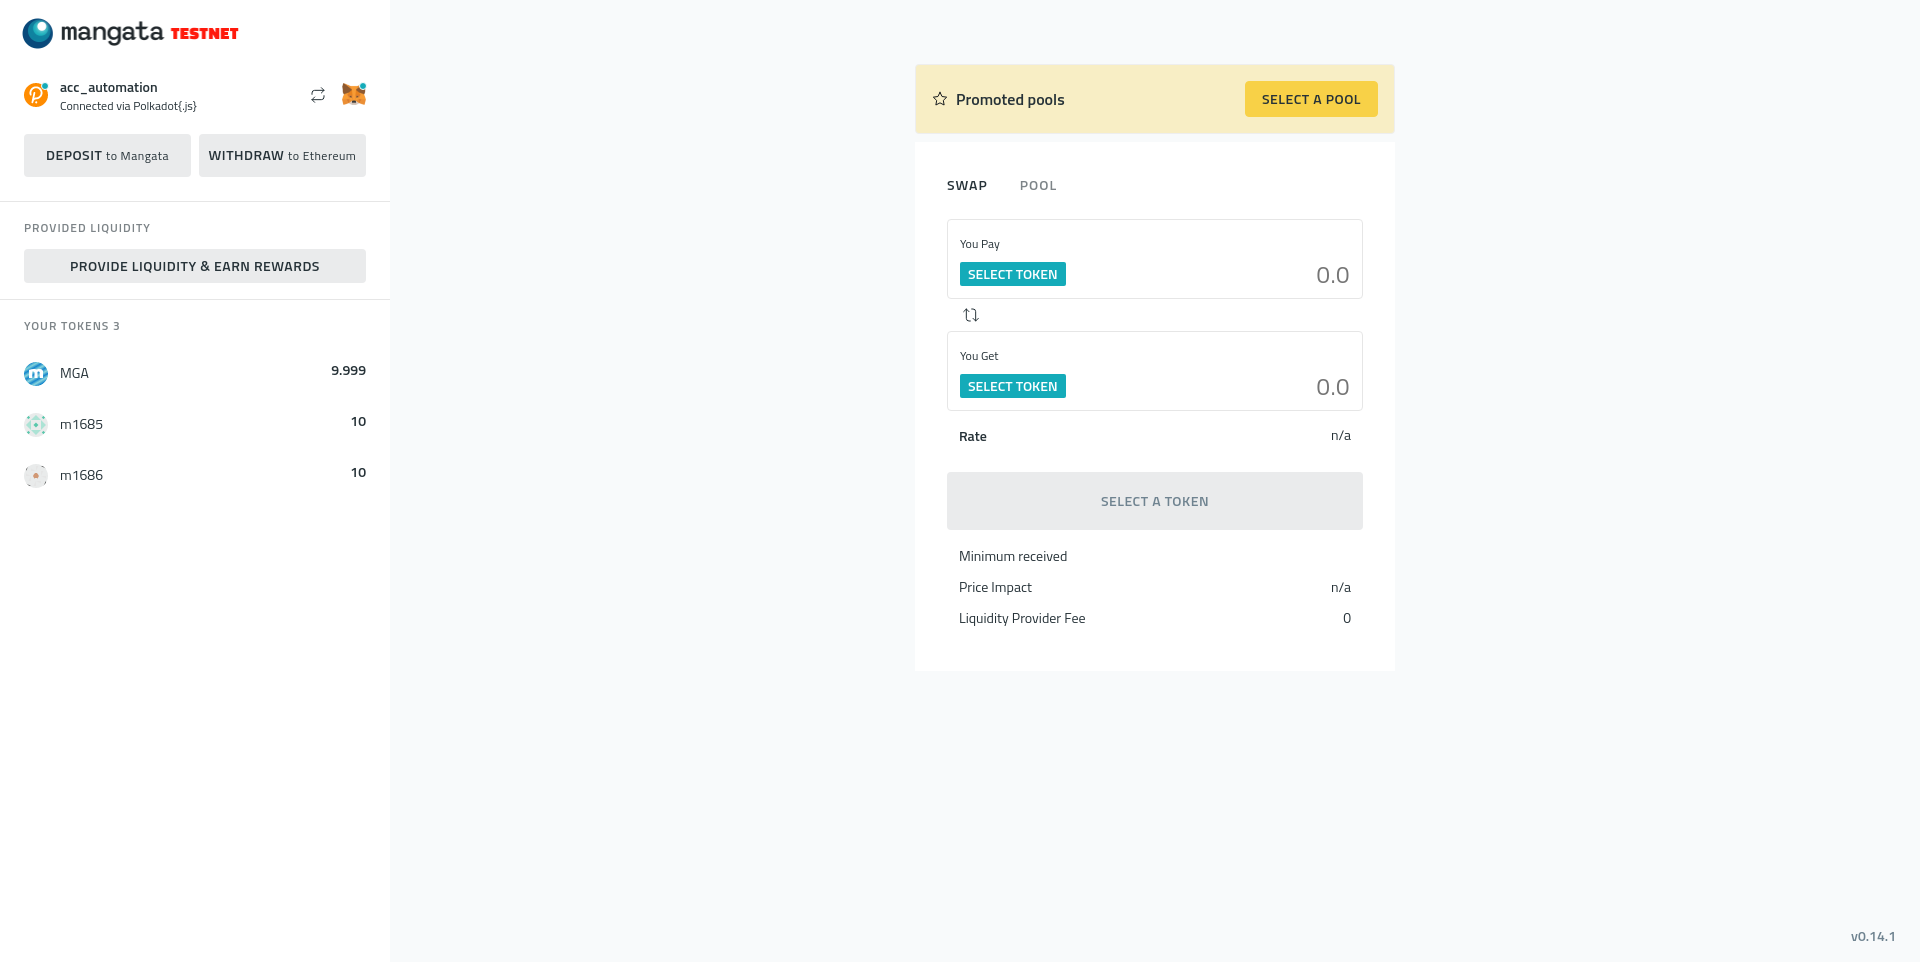 mangata TESTNET
acc_automation
Connected via Polkadot{.js}
DEPOSIT to Mangata
WITHDRAW to Ethereum
PROVIDED LIQUIDITY
PROVIDE LIQUIDITY & EARN REWARDS
YOUR TOKENS 3
MGA 9.999
m1685 10
m1686 10
Promoted pools
SELECT A POOL
SWAP POOL
You Pay
SELECT TOKEN 0.0
You Get
SELECT TOKEN 0.0
Rate n/a
SELECT A TOKEN
Minimum received
Price Impact n/a
Liquidity Provider Fee 0
v0.14.1